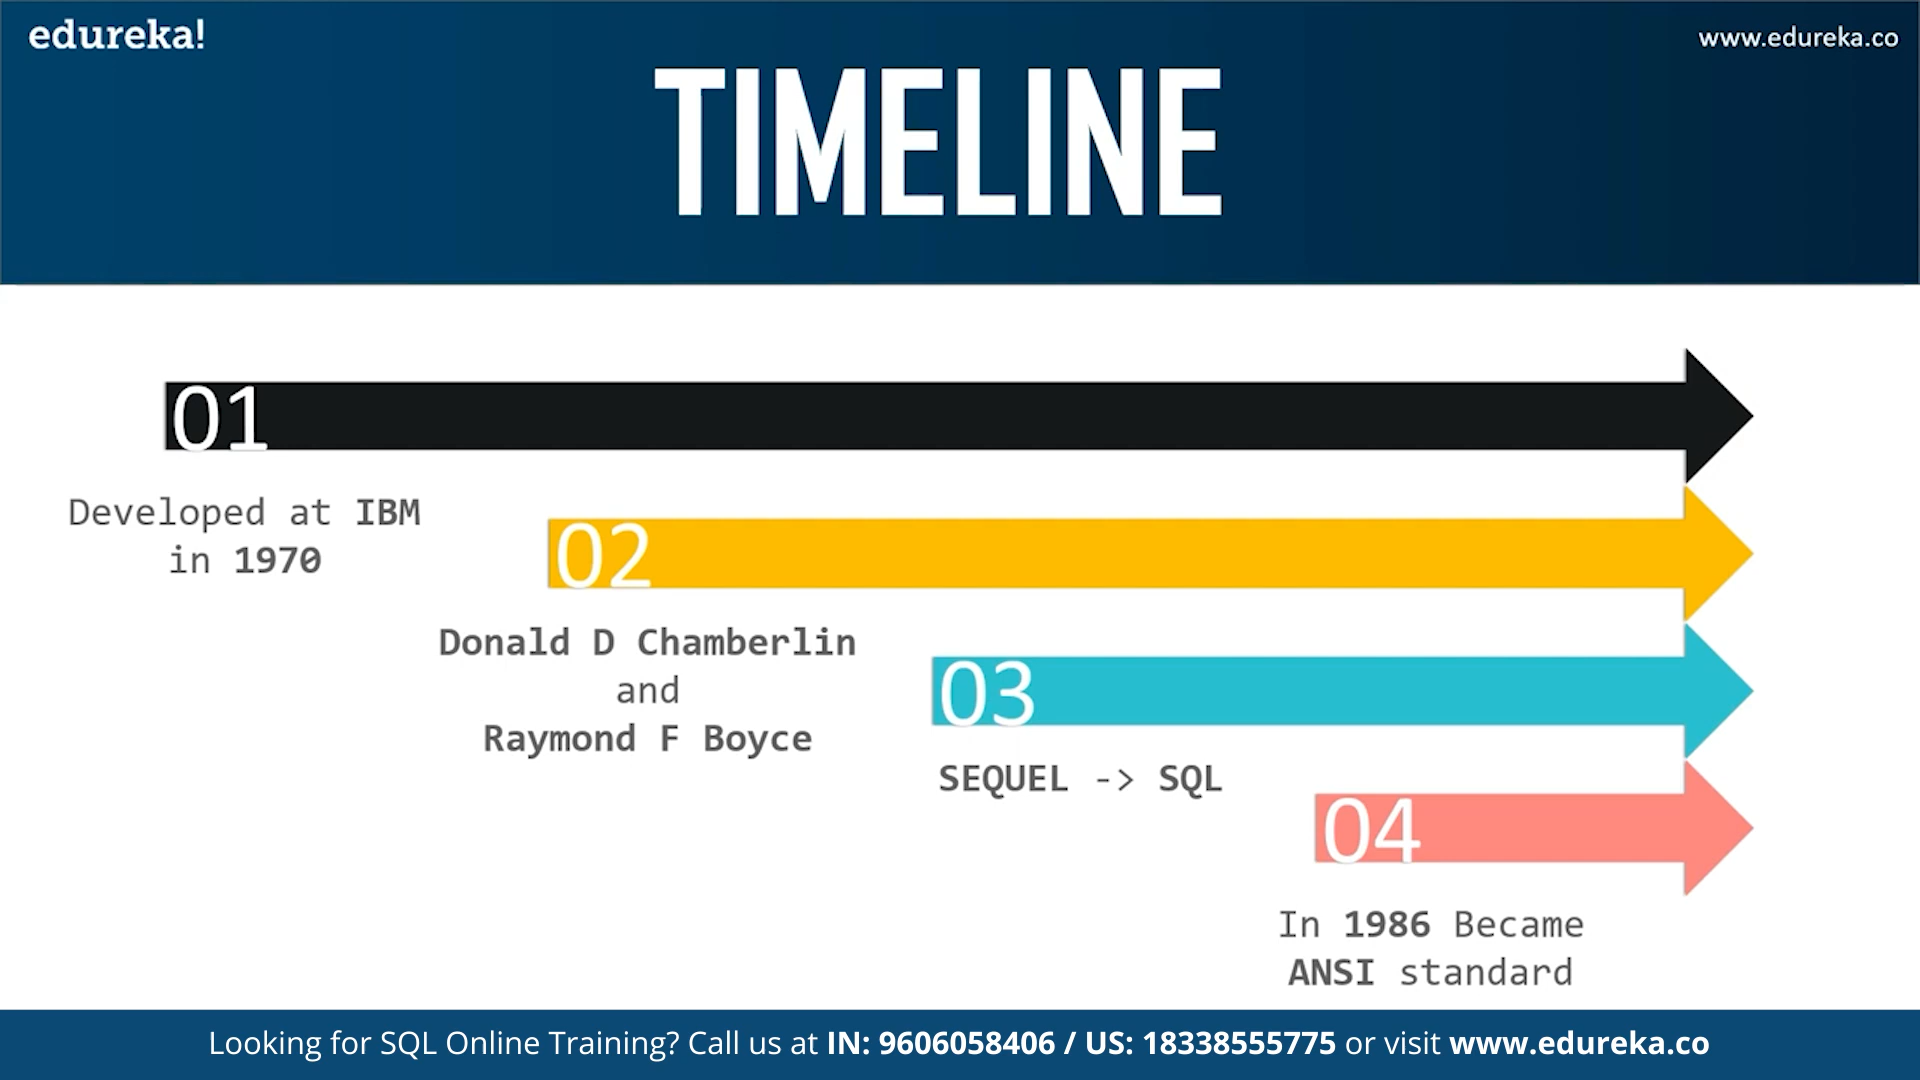 edureka!
www.edureka.co
TIMELINE
01
Developed at IBM
in 1970
02
Donald D Chamberlin
and
Raymond F Boyce
03
SEQUEL -> SQL
04
In 1986 Became
ANSI standard
Looking for SQL Online Training? Call us at IN: 9606058406 / US: 18338555775 or visit www.edureka.co